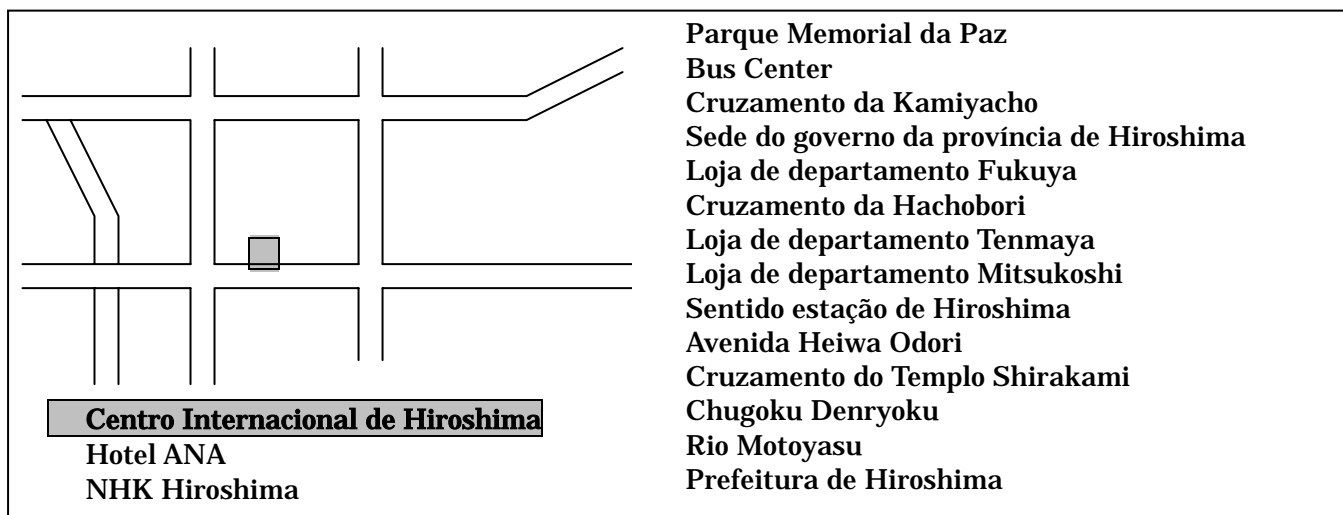 Parque Memorial da Paz
Bus Center
Cruzamento da Kamiyacho
Sede do governo da província de Hiroshima
Loja de departamento Fukuya
Cruzamento da Hachobori
Loja de departamento Tenmaya
Loja de departamento Mitsukoshi
Sentido estação de Hiroshima
Avenida Heiwa Odori
Cruzamento do Templo Shirakami
Chugoku Denryoku
Rio Motoyasu
Prefeitura de Hiroshima
Centro Internacional de Hiroshima
Hotel ANA
NHK Hiroshima